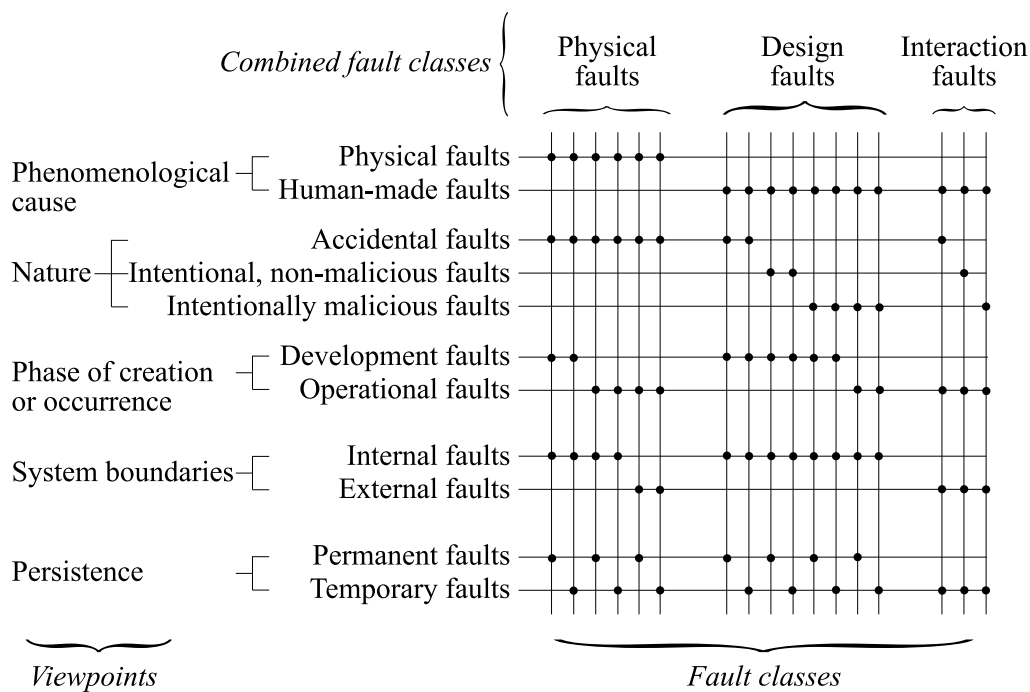 Combined fault classes
Physical
faults
Design
faults
Interaction
faults
Phenomenological
cause
Physical faults
Human-made faults
Nature
Accidental faults
Intentional, non-malicious faults
Intentionally malicious faults
Phase of creation
or occurrence
Development faults
Operational faults
System boundaries
Internal faults
External faults
Persistence
Permanent faults
Temporary faults
Viewpoints
Fault classes